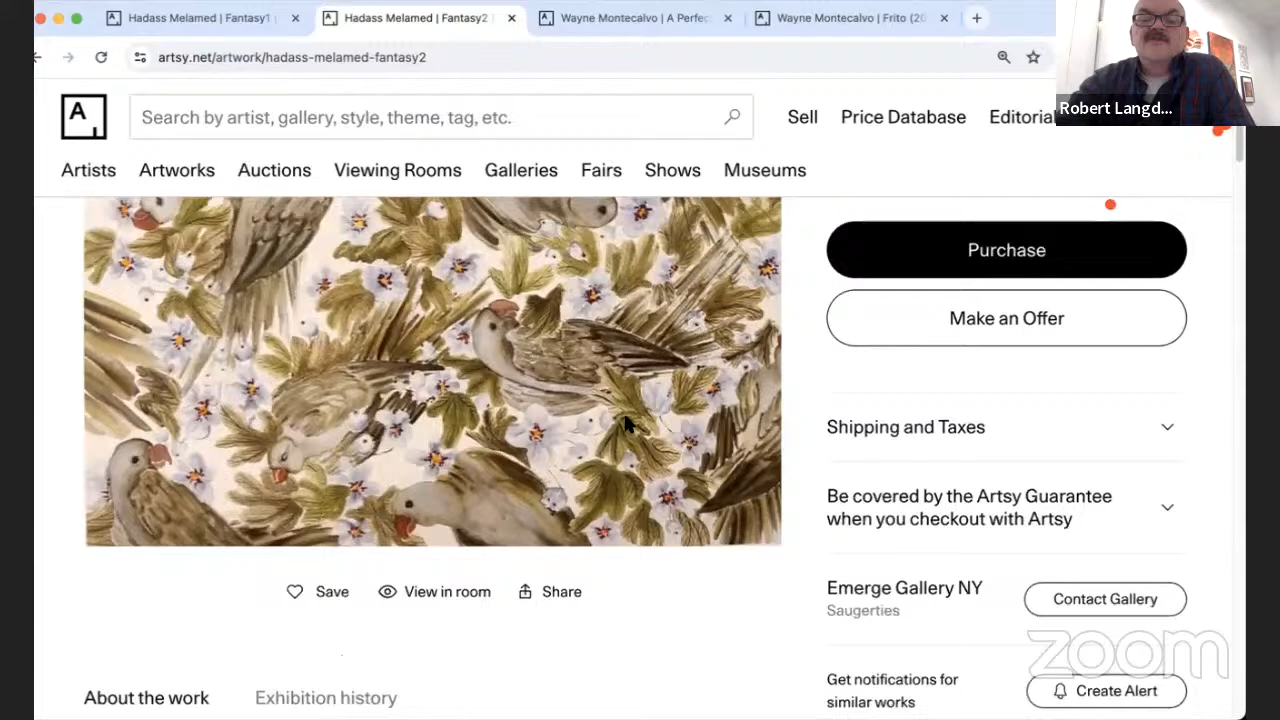 Hadass Melamed | Fantasy1
Hadass Melamed | Fantasy2
Wayne Montecalvo | A Perfec
Wayne Montecalvo | Frito (20
artsy.net/artwork/hadass-melamed-fantasy2
A
Search by artist, gallery, style, theme, tag, etc.
Sell
Price Database
Editorial
Robert Langd...
Artists
Artworks
Auctions
Viewing Rooms
Galleries
Fairs
Shows
Museums
Purchase
Make an Offer
Shipping and Taxes
Be covered by the Artsy Guarantee
when you checkout with Artsy
Save
View in room
Share
Emerge Gallery NY
Saugerties
Contact Gallery
zoom
Get notifications for
similar works
Create Alert
About the work
Exhibition history